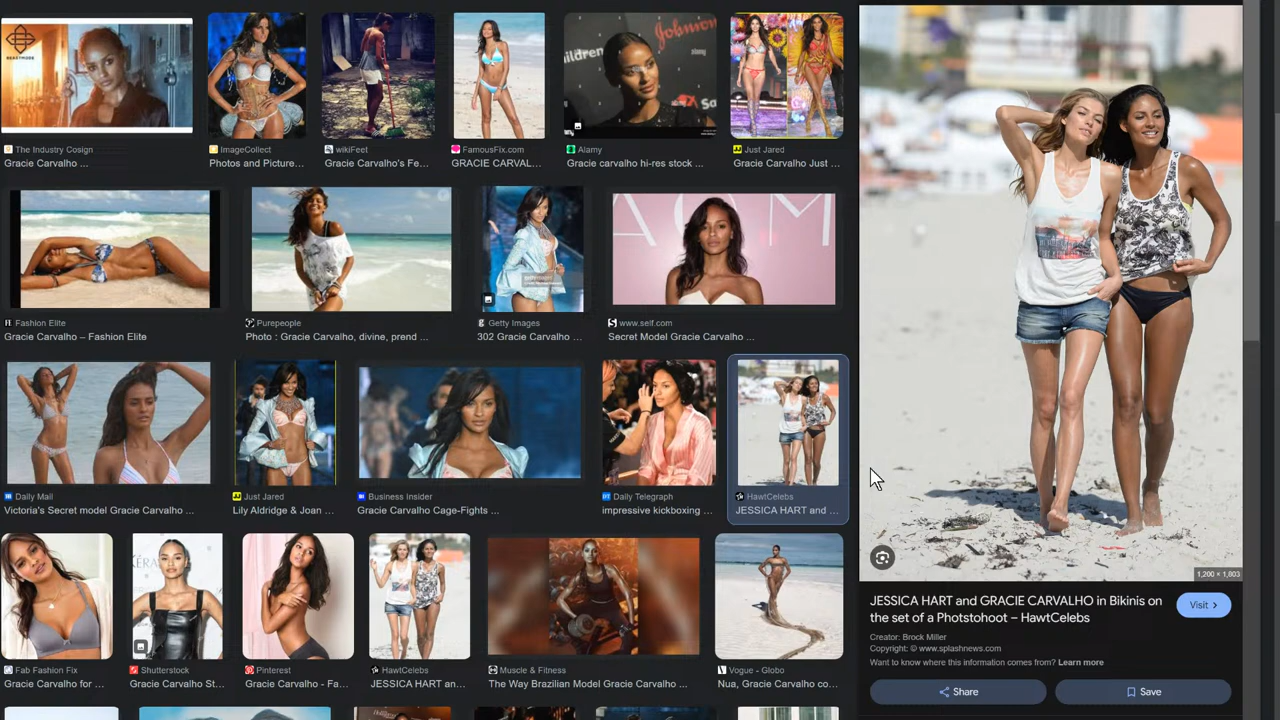 READYMADE
Johnson
children
The Industry Cosign
Gracie Carvalho ...
ImageCollect
Photos and Picture...
wikiFeet
Gracie Carvalho's Fe...
FamousFix.com
GRACIE CARVAL...
Alamy
Gracie carvalho hi-res stock ...
Just Jared
Gracie Carvalho Just ...
Fashion Elite
Gracie Carvalho – Fashion Elite
Purepeople
Photo : Gracie Carvalho, divine, prend ...
Getty Images
302 Gracie Carvalho ...
www.self.com
Secret Model Gracie Carvalho ...
Daily Mail
Victoria's Secret model Gracie Carvalho ...
Just Jared
Lily Aldridge & Joan ...
Business Insider
Gracie Carvalho Cage-Fights ...
Daily Telegraph
impressive kickboxing ...
HawtCelebs
JESSICA HART and ...
Fab Fashion Fix
Gracie Carvalho for ...
Shutterstock
Gracie Carvalho St...
Pinterest
Gracie Carvalho - Fa...
HawtCelebs
JESSICA HART an...
Muscle & Fitness
The Way Brazilian Model Gracie Carvalho ...
Vogue - Globo
Nua, Gracie Carvalho co...
1,200 × 1,803
JESSICA HART and GRACIE CARVALHO in Bikinis on
the set of a Photstohoot – HawtCelebs
Visit
Creator: Brock Miller
Copyright: © www.splashnews.com
Want to know where this information comes from? Learn more
Share
Save